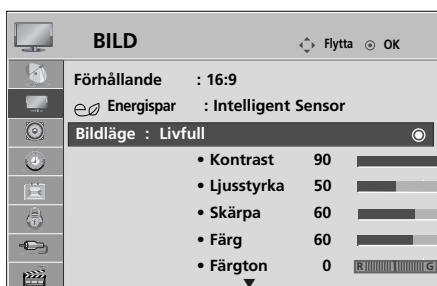 BILD Flytta OK
Förhållande : 16:9
Energispar : Intelligent Sensor
Bildläge : Livfull
• Kontrast 90
• Ljusstyrka 50
• Skärpa 60
• Färg 60
• Färgton 0 R G